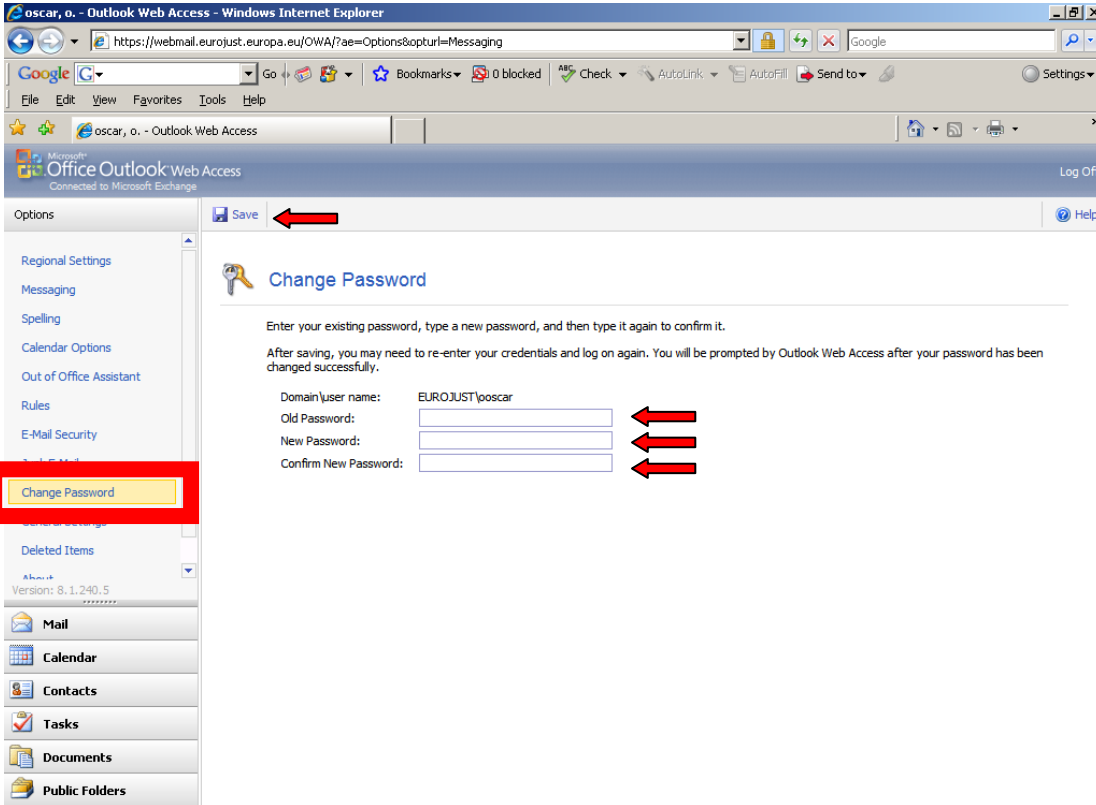 oscar, o. - Outlook Web Access - Windows Internet Explorer
https://webmail.eurojust.europa.eu/OWA/?ae=Options&opturl=Messaging
Google
Google G Go Bookmarks 0 blocked ABC Check AutoLink AutoFill Send to Settings
File Edit View Favorites Tools Help
oscar, o. - Outlook Web Access
Microsoft
Office Outlook Web Access
Connected to Microsoft Exchange
Log Of
Options
Save
Help
Regional Settings
Messaging
Spelling
Calendar Options
Out of Office Assistant
Rules
E-Mail Security
Change Password
Deleted Items
About
Version: 8.1.240.5
Mail
Calendar
Contacts
Tasks
Documents
Public Folders
Change Password
Enter your existing password, type a new password, and then type it again to confirm it.
After saving, you may need to re-enter your credentials and log on again. You will be prompted by Outlook Web Access after your password has been
changed successfully.
Domain\user name: EUROJUST\poscar
Old Password:
New Password:
Confirm New Password: